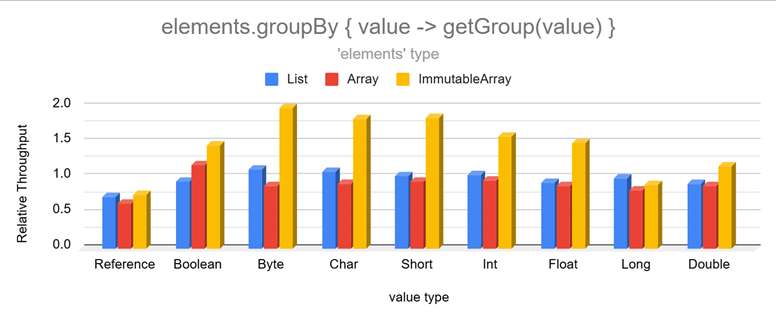 elements.groupBy { value -> getGroup(value) }
'elements' type
List Array ImmutableArray
Relative Throughput
2.0
1.5
1.0
0.5
0.0
Reference Boolean Byte Char Short Int Float Long Double
value type